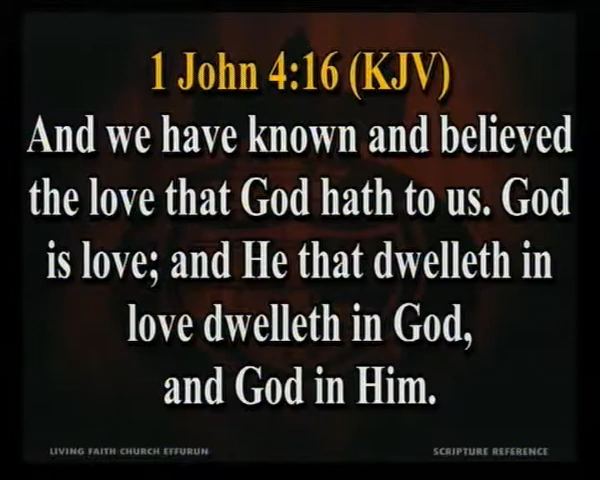 1 John 4:16 (KJV)
And we have known and believed
the love that God hath to us. God
is love; and He that dwelleth in
love dwelleth in God,
and God in Him.
LIVING FAITH CHURCH EFFURUN
SCRIPTURE REFERENCE